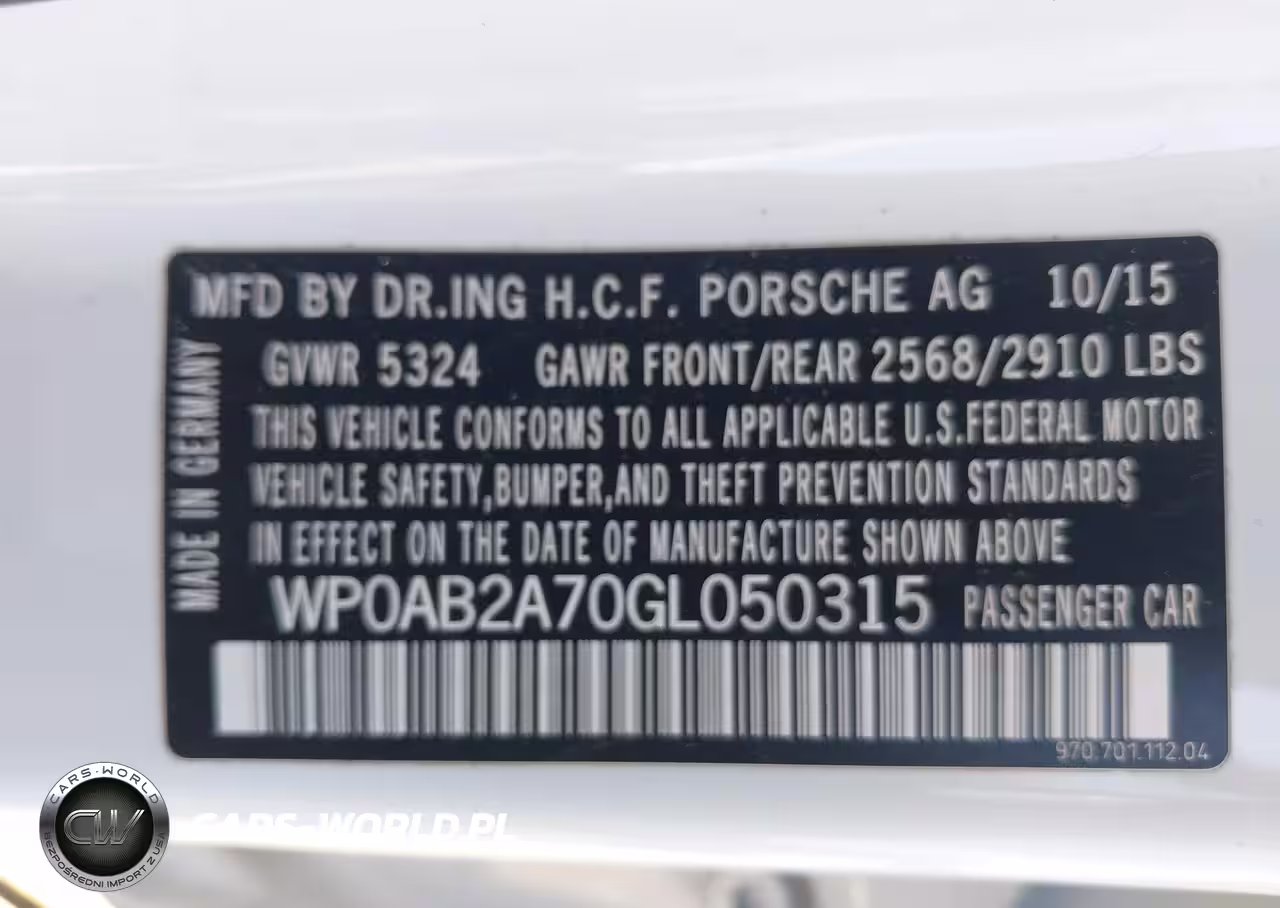 MFD BY DR.ING H.C.F. PORSCHE AG 10/15
GVWR 5324 GAWR FRONT/REAR 2568/2910 LBS
THIS VEHICLE CONFORMS TO ALL APPLICABLE U.S.FEDERAL MOTOR
VEHICLE SAFETY,BUMPER,AND THEFT PREVENTION STANDARDS
IN EFFECT ON THE DATE OF MANUFACTURE SHOWN ABOVE
WP0AB2A70GL050315 PASSENGER CAR
MADE IN GERMANY
970.701.112.04
CARS-WORLD
CW
BEZPOŚREDNI IMPORT Z USA
CARS-WORLD.PL